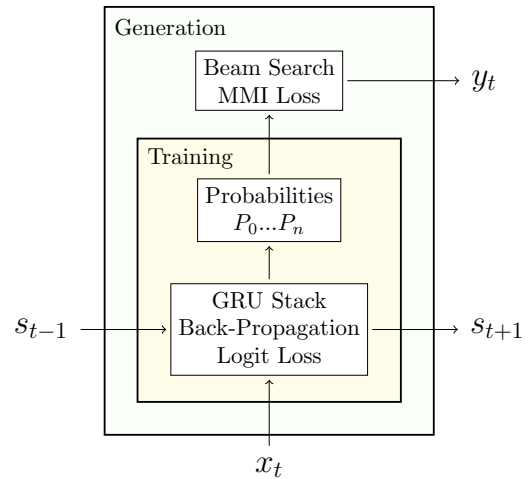 Generation
Beam Search
MMI Loss
y_t
Training
Probabilities
P_0...P_n
GRU Stack
s_{t-1}
Back-Propagation
s_{t+1}
Logit Loss
x_t